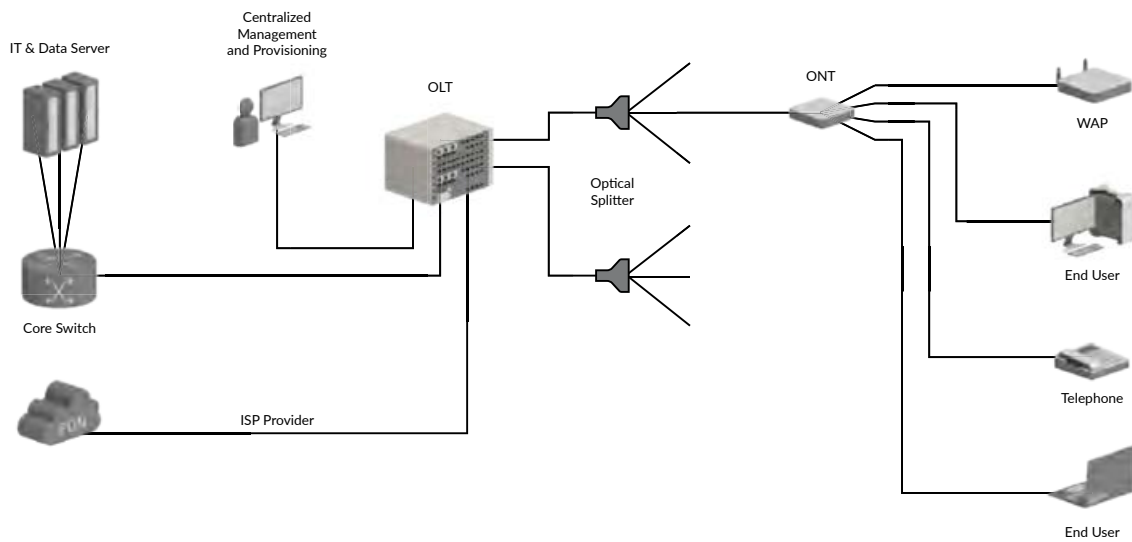 Centralized
Management
and Provisioning
IT & Data Server
OLT
ONT
WAP
Optical
Splitter
End User
Core Switch
Telephone
ISP Provider
End User